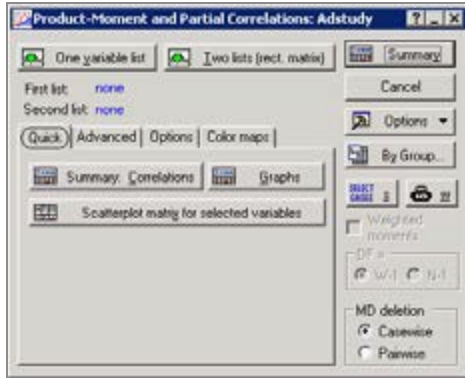 Product-Moment and Partial Correlations: Adstudy
One variable list
Two lists (rect. matrix)
Summary
First list: none
Second list: none
Cancel
Quick
Advanced
Options
Color maps
Options
By Group...
Summary: Correlations
Graphs
Scatterplot matrix for selected variables
SELECT CASES S
W
Weighted moments
DF =
W-1
N-1
MD deletion
Casewise
Pairwise